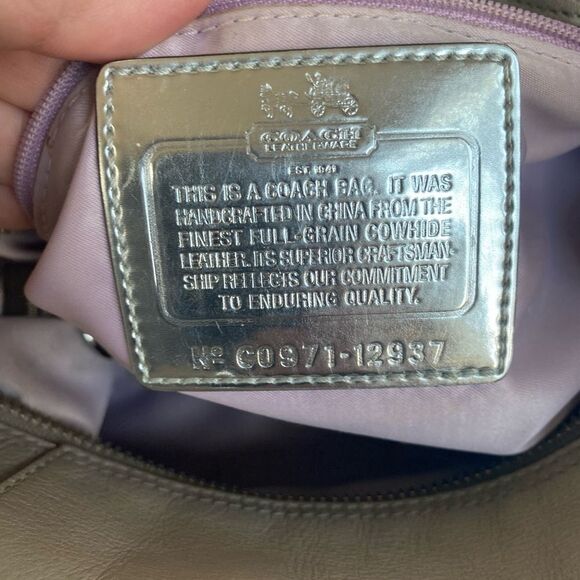 COACH
LEATHERWARE
EST. 1941
THIS IS A COACH BAG. IT WAS
HANDCRAFTED IN CHINA FROM THE
FINEST FULL-GRAIN COWHIDE
LEATHER. ITS SUPERIOR CRAFTSMAN-
SHIP REFLECTS OUR COMMITMENT
TO ENDURING QUALITY.
Nº C0971-12937